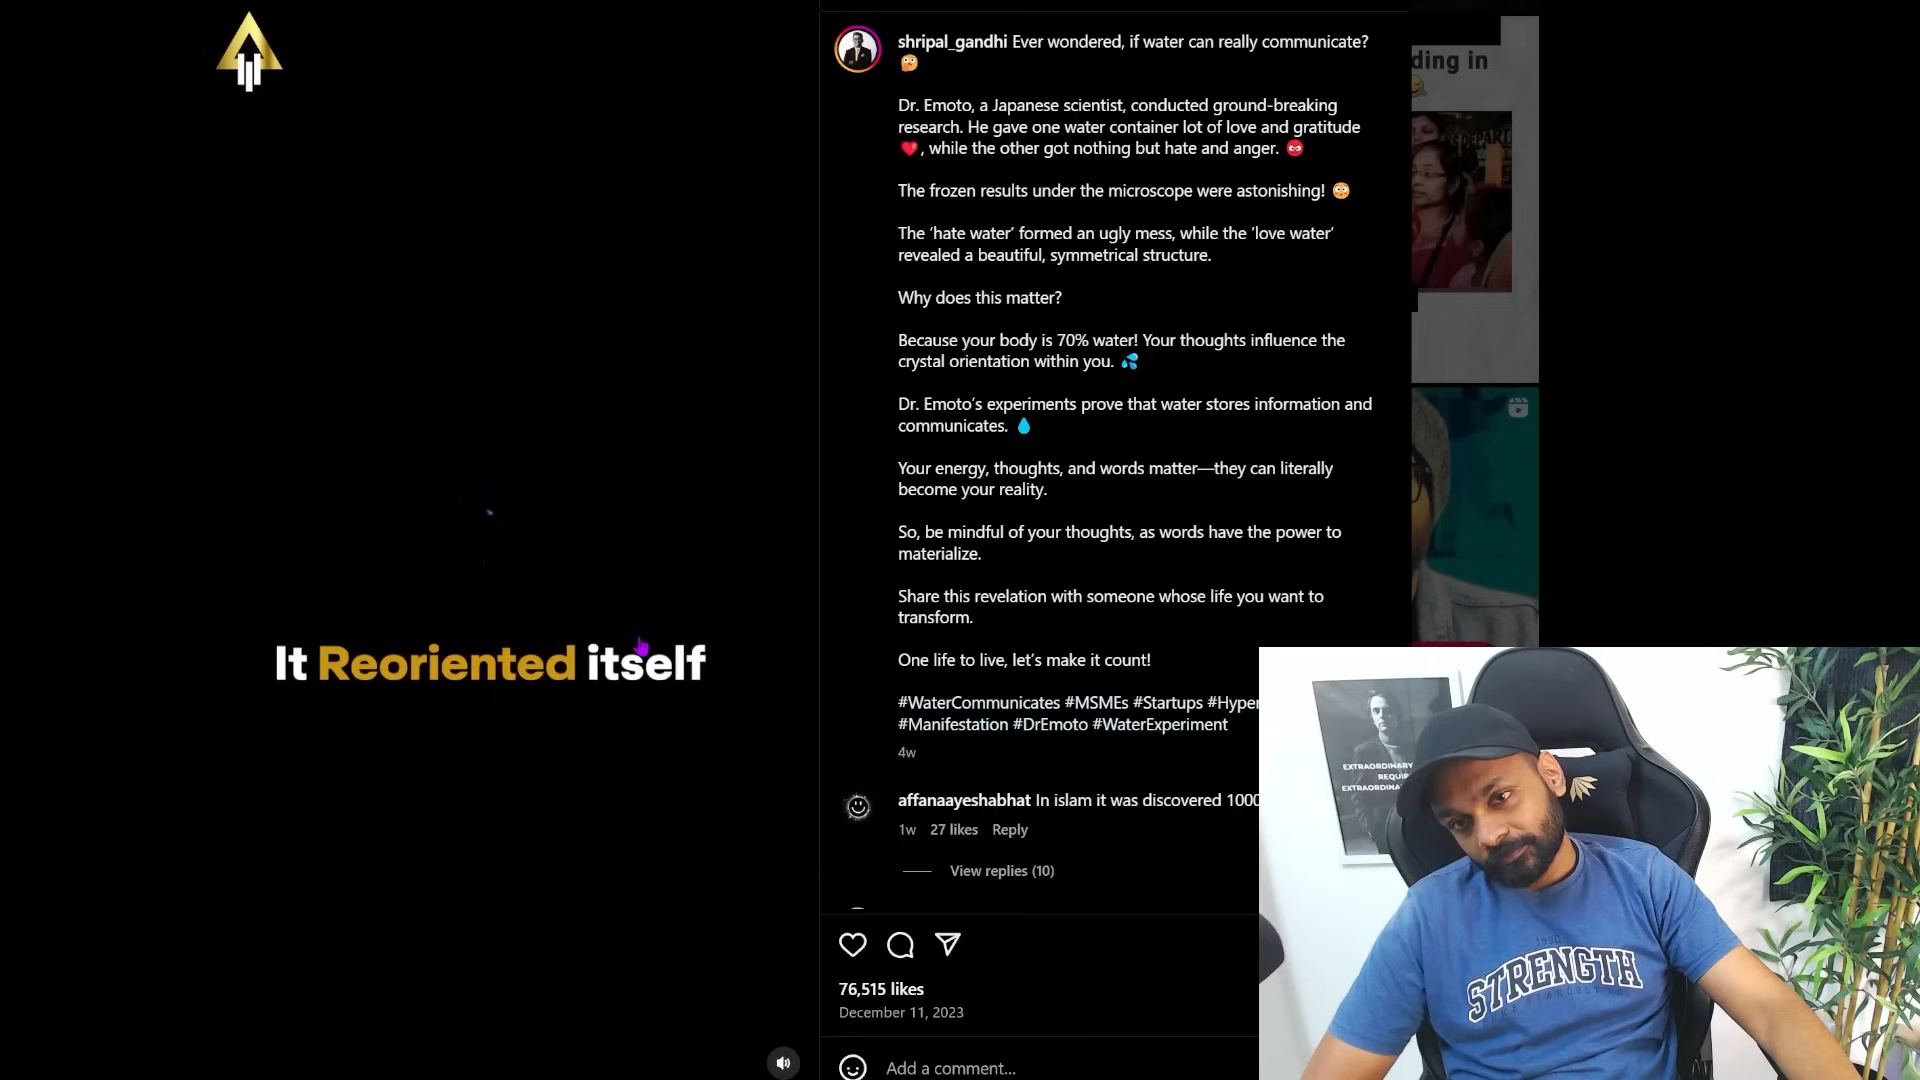 shripal_gandhi Ever wondered, if water can really communicate?
🤔
Dr. Emoto, a Japanese scientist, conducted ground-breaking
research. He gave one water container lot of love and gratitude
❤️, while the other got nothing but hate and anger. 😡
The frozen results under the microscope were astonishing! 😳
The ‘hate water’ formed an ugly mess, while the ‘love water’
revealed a beautiful, symmetrical structure.
Why does this matter?
Because your body is 70% water! Your thoughts influence the
crystal orientation within you. 💦
Dr. Emoto’s experiments prove that water stores information and
communicates. 💧
Your energy, thoughts, and words matter—they can literally
become your reality.
So, be mindful of your thoughts, as words have the power to
materialize.
Share this revelation with someone whose life you want to
transform.
One life to live, let’s make it count!
#WaterCommunicates #MSMEs #Startups #Hyper
#Manifestation #DrEmoto #WaterExperiment
4w
affanaayeshabhat In islam it was discovered 1000
1w 27 likes Reply
View replies (10)
76,515 likes
December 11, 2023
Add a comment...
It Reoriented itself
ding in
EXTRAORDINARY
REQUIR
EXTRAORDINA
STRENGTH